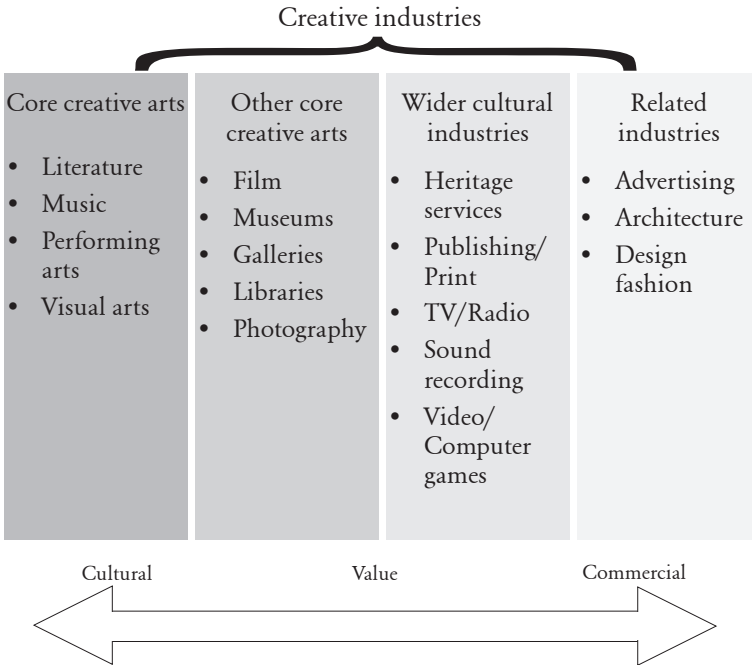 Creative industries
Core creative arts
• Literature
• Music
• Performing
arts
• Visual arts
Other core
creative arts
• Film
• Museums
• Galleries
• Libraries
• Photography
Wider cultural
industries
• Heritage
services
• Publishing/
Print
• TV/Radio
• Sound
recording
• Video/
Computer
games
Related
industries
• Advertising
• Architecture
• Design
fashion
Cultural Value Commercial